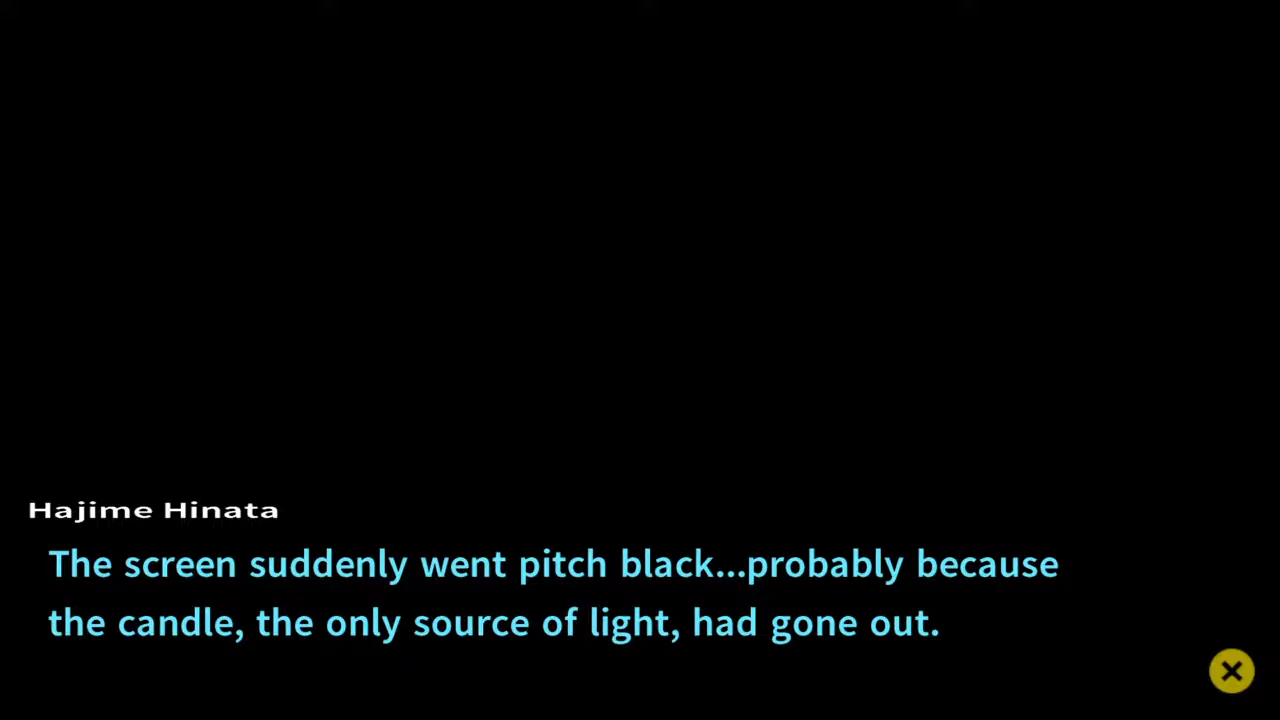 Hajime Hinata
The screen suddenly went pitch black...probably because
the candle, the only source of light, had gone out.